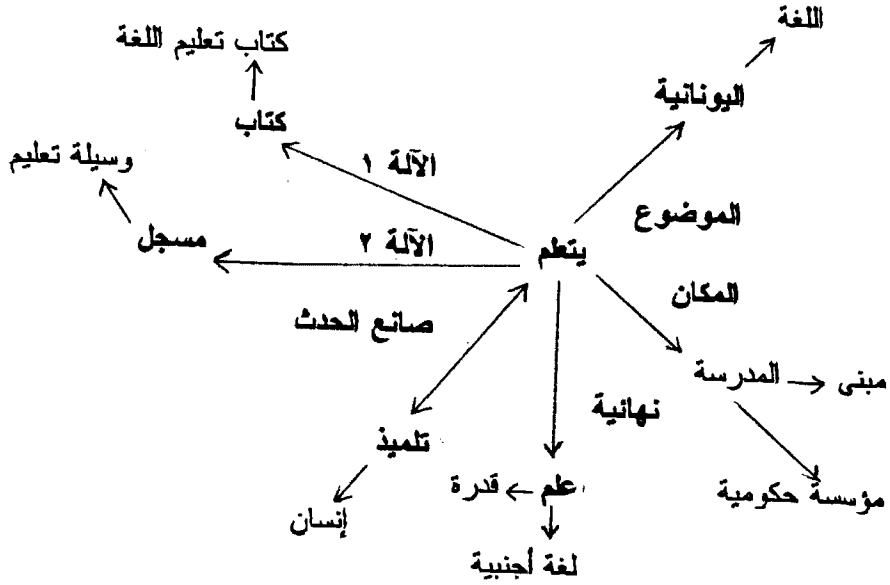 اللغة
اليونانية
كتاب تعليم اللغة
كتاب
الآلة ١
وسيلة تعليم
مسجل
الآلة ٢
الموضوع
يتعلم
المكان
صانع الحدث
المدرسة
مبنى
نهائية
تلميذ
علم
قدرة
مؤسسة حكومية
إنسان
لغة أجنبية